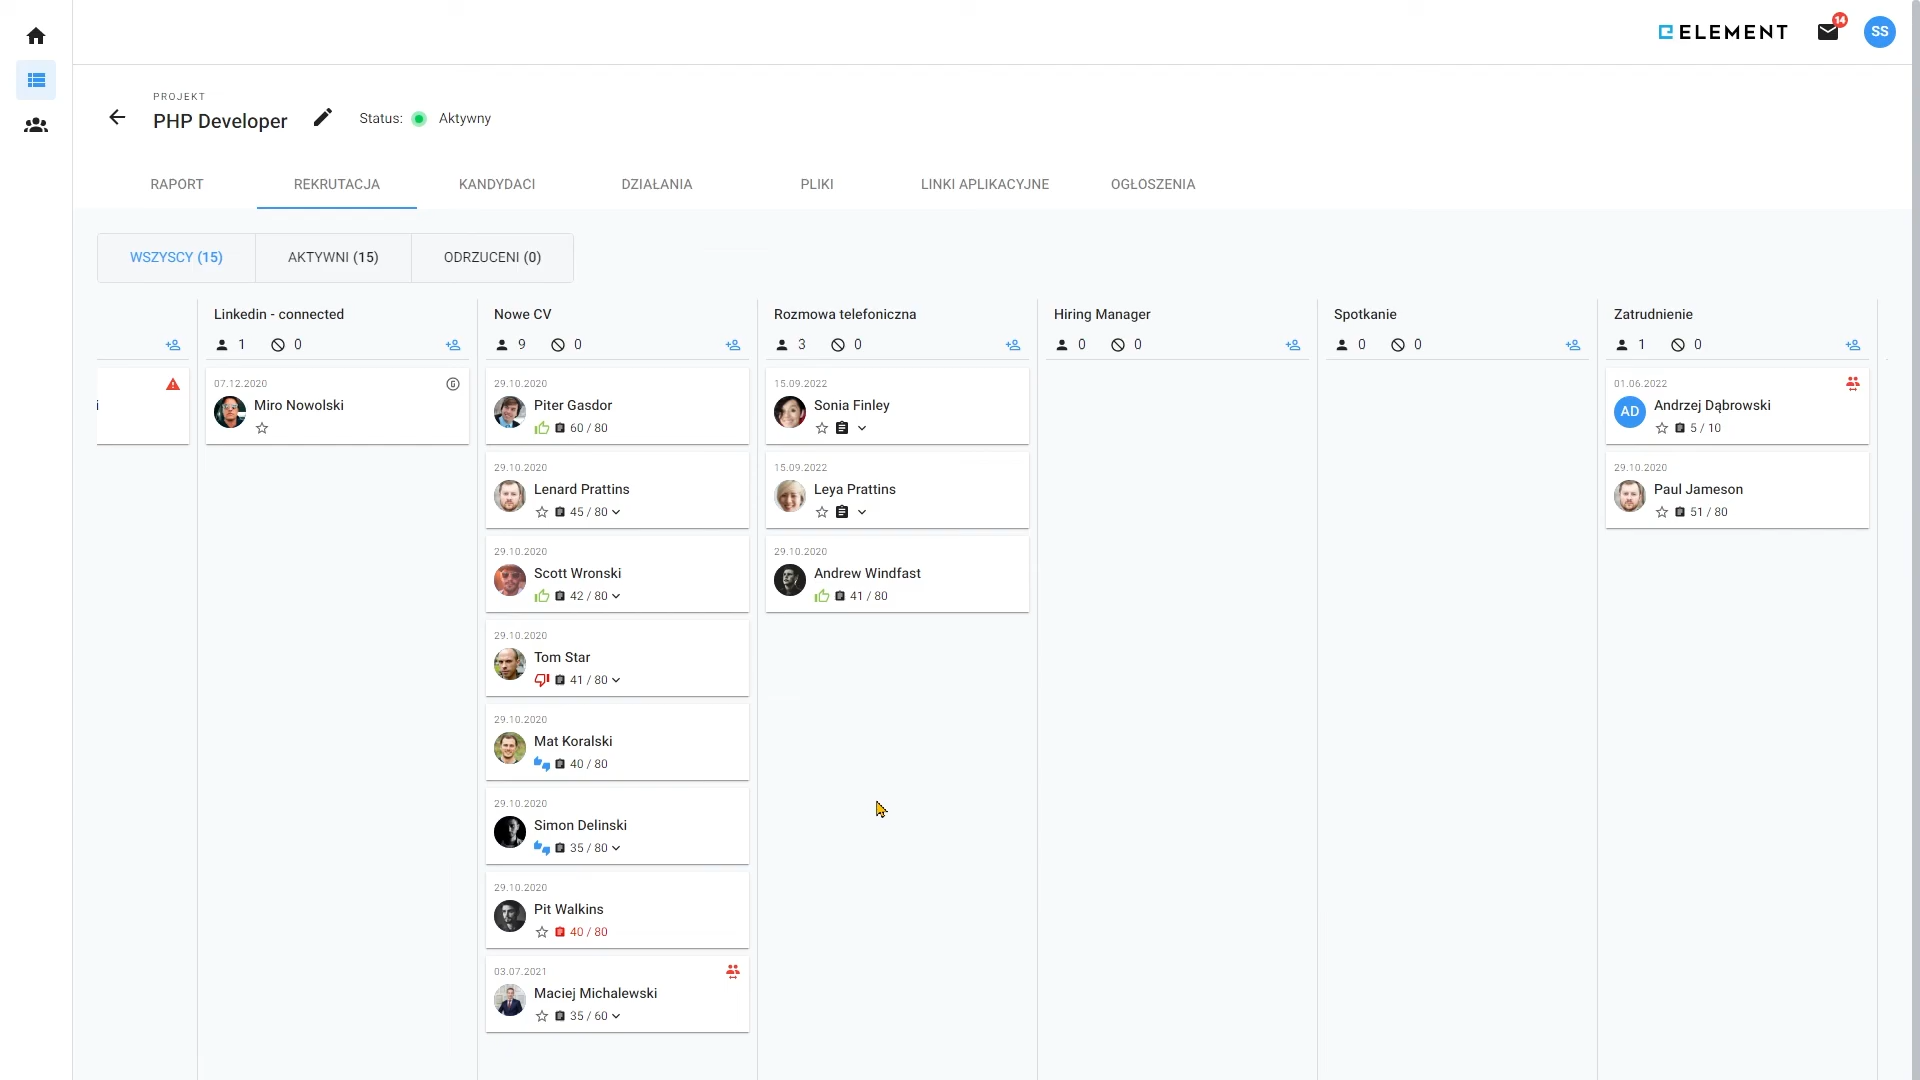 ELEMENT
14
SS
PROJEKT
PHP Developer
Status: Aktywny
RAPORT
REKRUTACJA
KANDYDACI
DZIAŁANIA
PLIKI
LINKI APLIKACYJNE
OGŁOSZENIA
WSZYSCY (15)
AKTYWNI (15)
ODRZUCENI (0)
i
Linkedin - connected
1 0
07.12.2020
Miro Nowolski
Nowe CV
9 0
29.10.2020
Piter Gasdor
60 / 80
29.10.2020
Lenard Prattins
45 / 80
29.10.2020
Scott Wronski
42 / 80
29.10.2020
Tom Star
41 / 80
29.10.2020
Mat Koralski
40 / 80
29.10.2020
Simon Delinski
35 / 80
29.10.2020
Pit Walkins
40 / 80
03.07.2021
Maciej Michalewski
35 / 60
Rozmowa telefoniczna
3 0
15.09.2022
Sonia Finley
15.09.2022
Leya Prattins
29.10.2020
Andrew Windfast
41 / 80
Hiring Manager
0 0
Spotkanie
0 0
Zatrudnienie
1 0
01.06.2022
AD
Andrzej Dąbrowski
5 / 10
29.10.2020
Paul Jameson
51 / 80